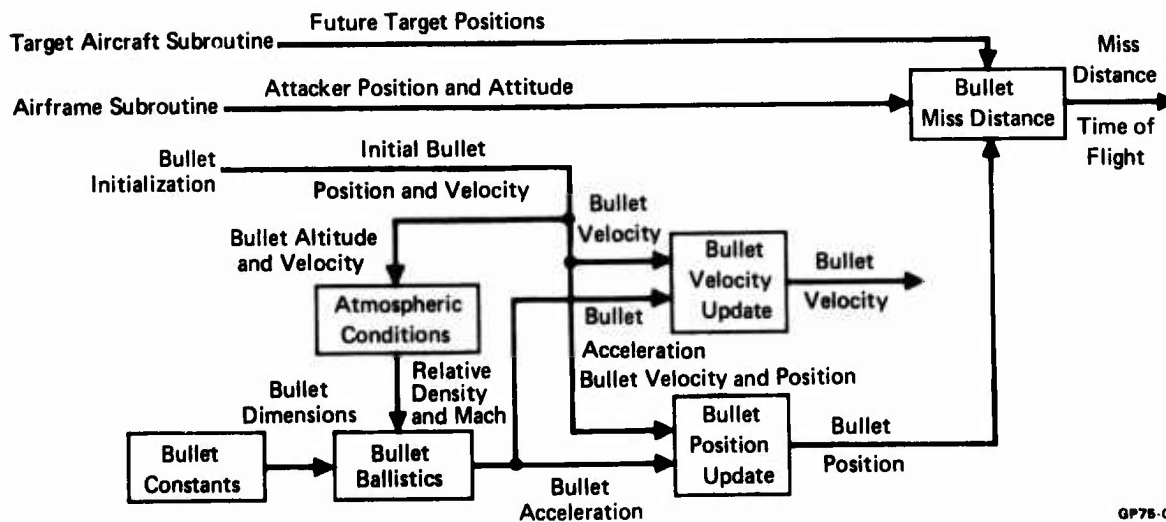 Future Target Positions
Target Aircraft Subroutine
Miss
Distance
Attacker Position and Attitude
Airframe Subroutine
Bullet
Miss Distance
Time of
Flight
Bullet
Initialization
Initial Bullet
Position and Velocity
Bullet Altitude
and Velocity
Bullet
Velocity
Bullet
Velocity
Update
Bullet
Velocity
Atmospheric
Conditions
Bullet
Acceleration
Bullet Velocity and Position
Relative
Density
and Mach
Bullet
Dimensions
Bullet
Constants
Bullet
Ballistics
Bullet
Acceleration
Bullet
Position
Update
Bullet
Position